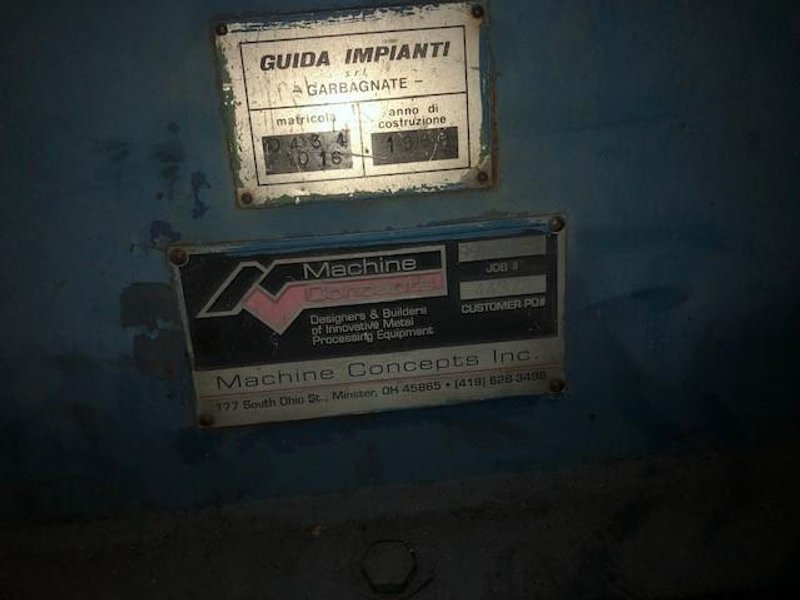 GUIDA IMPIANTI
s.r.l.
- GARBAGNATE -
matricola
anno di
costruzione
0434
1016
Machine
Concepts
Designers & Builders
of Innovative Metal
Processing Equipment
JOB #
CUSTOMER PO#
Machine Concepts Inc.
177 South Ohio St., Minster, OH 45865 • (419) 628-3498